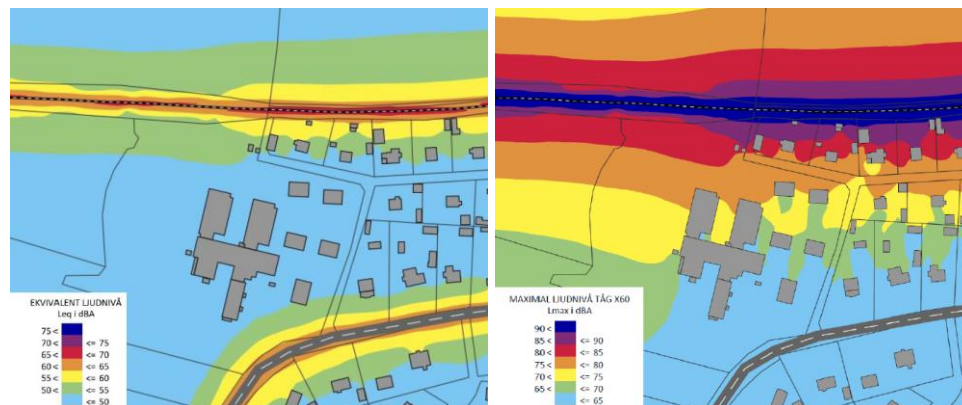 EKVIVALENT LJUDNIVÅ
Leq i dBA
75 <
70 < <= 75
65 < <= 70
60 < <= 65
55 < <= 60
50 < <= 55
<= 50
MAXIMAL LJUDNIVÅ TÅG X60
Lmax i dBA
90 <
85 < <= 90
80 < <= 85
75 < <= 80
70 < <= 75
65 < <= 70
<= 65